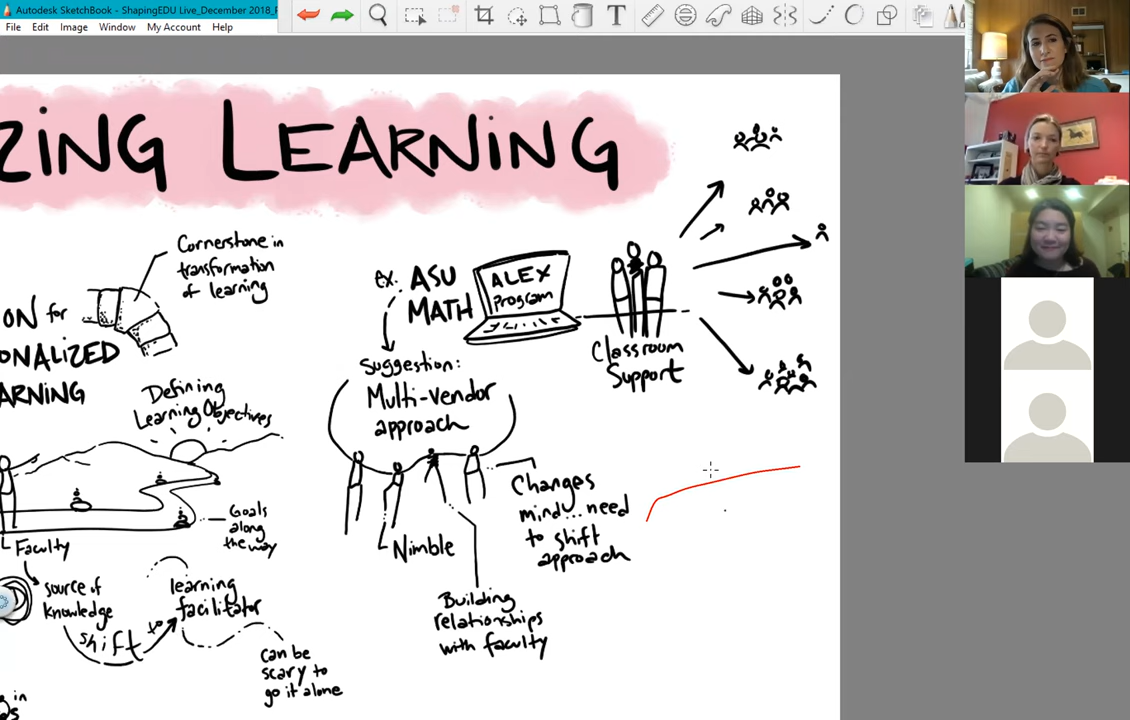 Autodesk SketchBook - ShapingEDU Live_December 2018_
File Edit Image Window My Account Help
ZiNG LEARNiNG
Cornerstone in
transformation
of learning
ON for
ONALiZED
ARNiNG
Defining
Learning Objectives
Goals
along
the way
Faculty
source of
knowledge
shift to
learning
facilitator
can be
scary to
go it alone
in
ex: ASU
MATH
ALEX
Program
Classroom
Support
Suggestion:
Multi-vendor
approach
Nimble
Building
relationships
with faculty
Changes
mind...need
to shift
approach